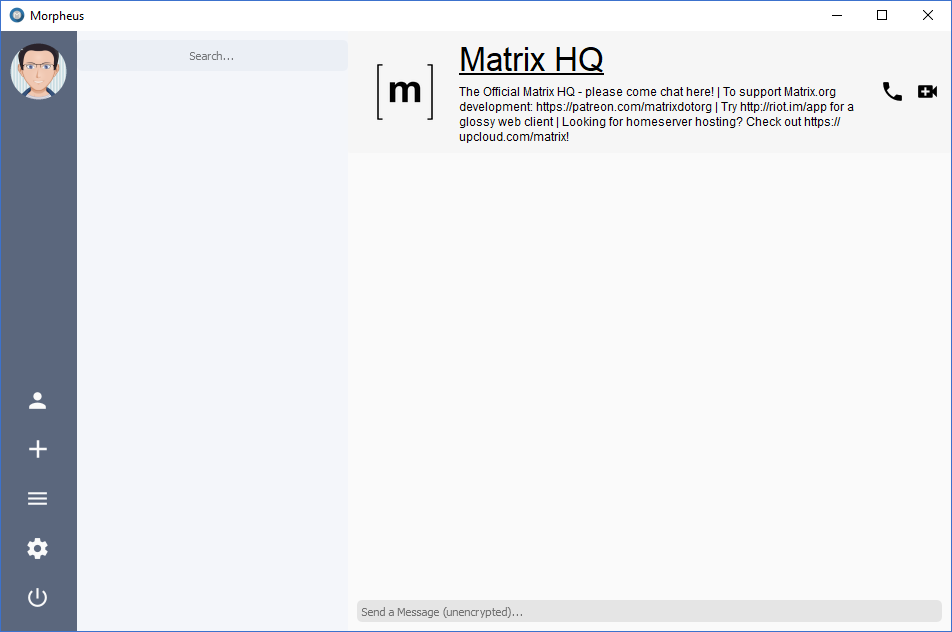 Morpheus
Search...
[m]
Matrix HQ
The Official Matrix HQ - please come chat here! | To support Matrix.org
development: https://patreon.com/matrixdotorg | Try http://riot.im/app for a
glossy web client | Looking for homeserver hosting? Check out https://
upcloud.com/matrix!
Send a Message (unencrypted)...